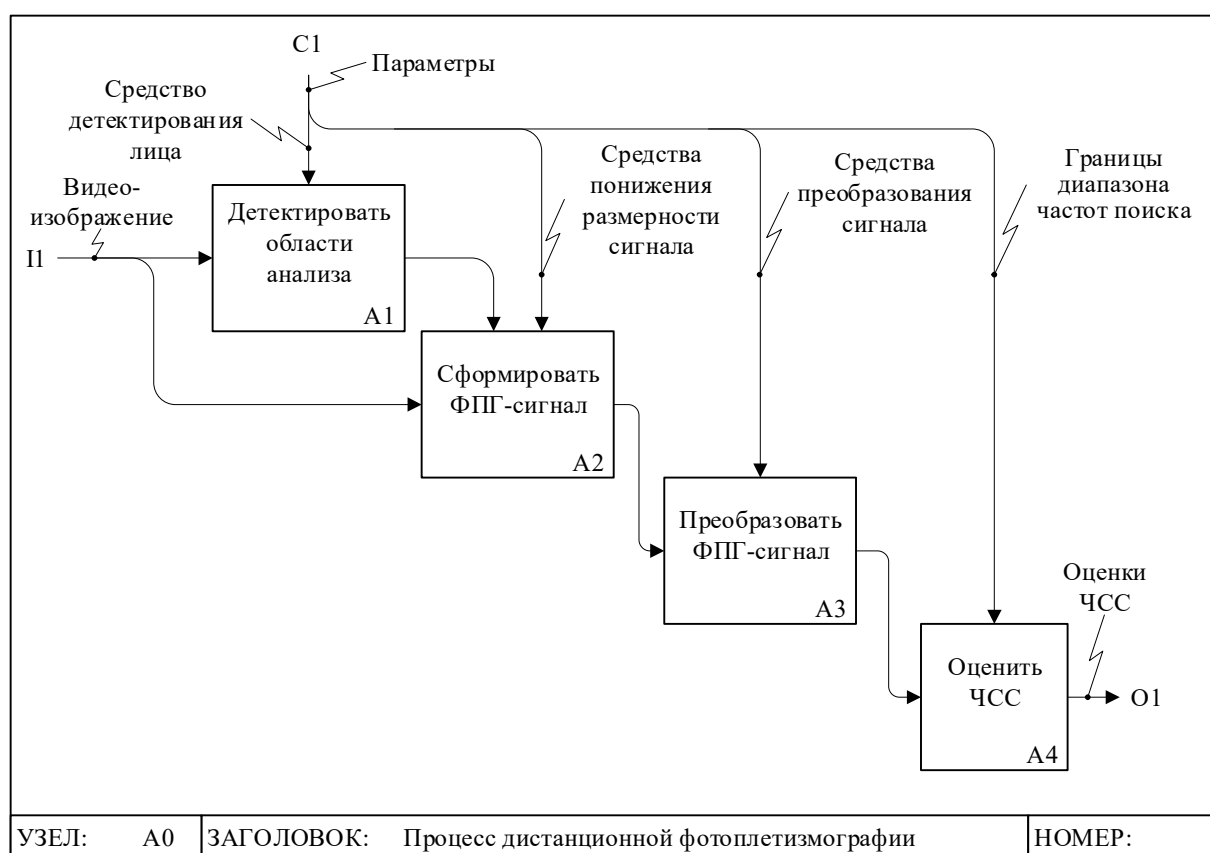 C1
Параметры
Средство
детектирования
лица
Видео-
изображение
I1
Детектировать
области
анализа
A1
Средства
понижения
размерности
сигнала
Средства
преобразования
сигнала
Границы
диапазона
частот поиска
Сформировать
ФПГ-сигнал
A2
Преобразовать
ФПГ-сигнал
A3
Оценки
ЧСС
Оценить
ЧСС
A4
O1
УЗЕЛ: A0 ЗАГОЛОВОК: Процесс дистанционной фотоплетизмографии НОМЕР: